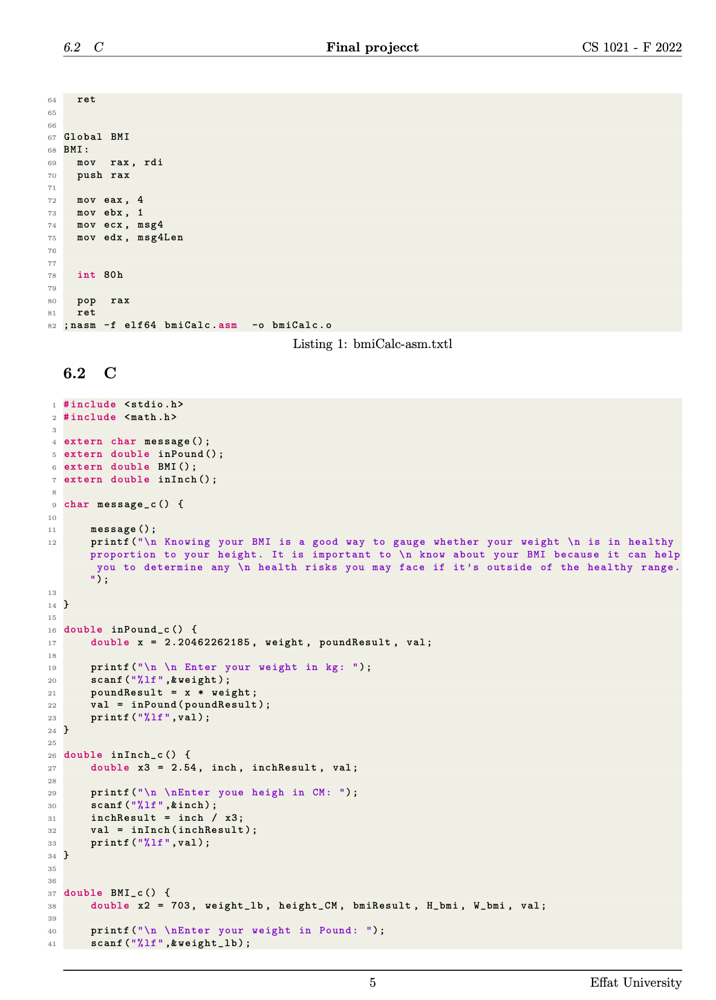 6.2 C Final projecct CS 1021 - F 2022
64 ret
65
66
67 Global BMI
68 BMI:
69 mov rax, rdi
70 push rax
71
72 mov eax, 4
73 mov ebx, 1
74 mov ecx, msg4
75 mov edx, msg4Len
76
77
78 int 80h
79
80 pop rax
81 ret
82 ;nasm -f elf64 bmiCalc.asm -o bmiCalc.o
Listing 1: bmiCalc-asm.txtl
6.2 C
1 #include <stdio.h>
2 #include <math.h>
3
4 extern char message();
5 extern double inPound();
6 extern double BMI();
7 extern double inInch();
8
9 char message_c() {
10
11 message();
12 printf("\n Knowing your BMI is a good way to gauge whether your weight \n is in healthy
proportion to your height. It is important to \n know about your BMI because it can help
you to determine any \n health risks you may face if it's outside of the healthy range.
");
13
14 }
15
16 double inPound_c() {
17 double x = 2.20462262185, weight, poundResult, val;
18
19 printf("\n \n Enter your weight in kg: ");
20 scanf("%lf",&weight);
21 poundResult = x * weight;
22 val = inPound(poundResult);
23 printf("%lf",val);
24 }
25
26 double inInch_c() {
27 double x3 = 2.54, inch, inchResult, val;
28
29 printf("\n \nEnter youe heigh in CM: ");
30 scanf("%lf",&inch);
31 inchResult = inch / x3;
32 val = inInch(inchResult);
33 printf("%lf",val);
34 }
35
36
37 double BMI_c() {
38 double x2 = 703, weight_lb, height_CM, bmiResult, H_bmi, W_bmi, val;
39
40 printf("\n \nEnter your weight in Pound: ");
41 scanf("%lf",&weight_lb);
5 Effat University